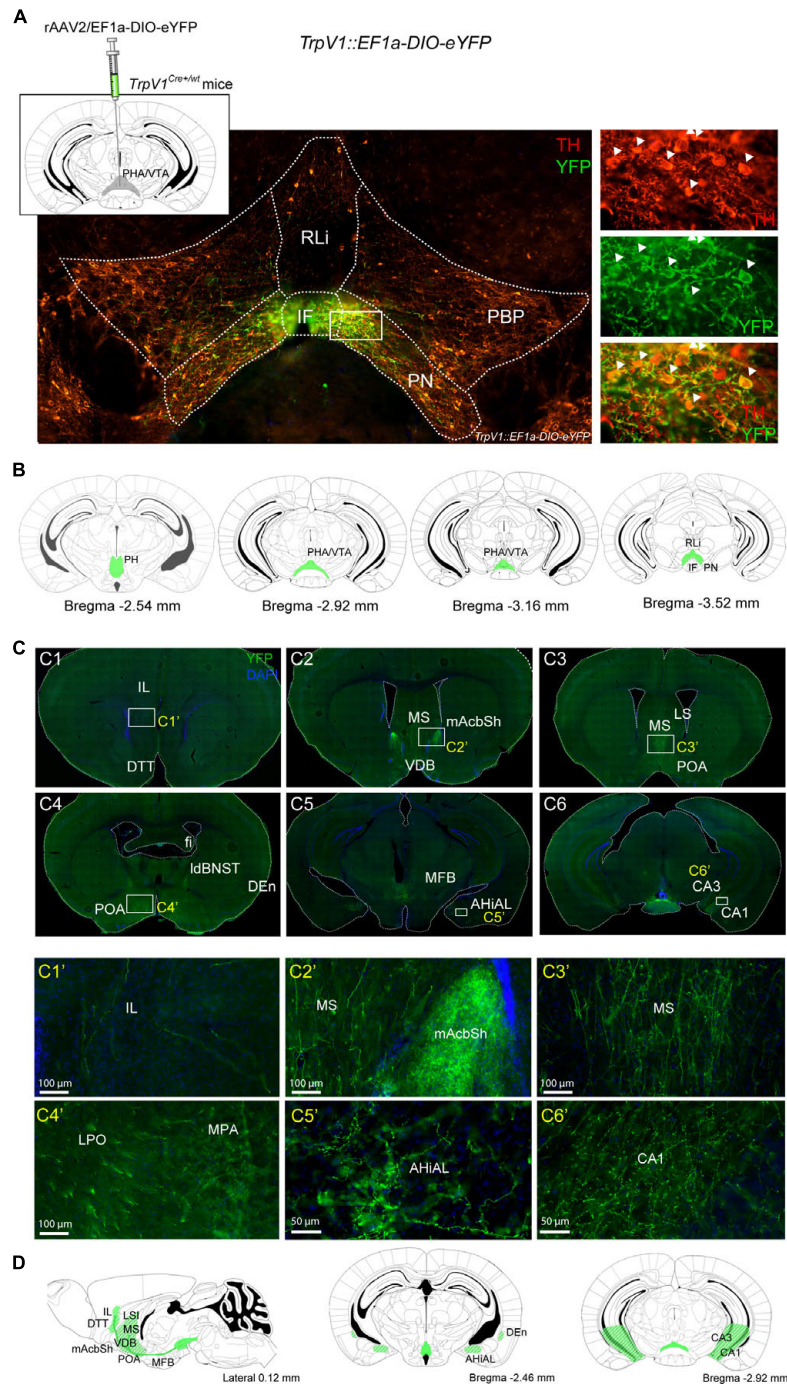 A
rAAV2/EF1a-DIO-eYFP
TrpV1::EF1a-DIO-eYFP
TrpV1Cre+/wt mice
PHA/VTA
TH
YFP
RLi
IF
PBP
PN
TrpV1::EF1a-DIO-eYFP
TH
YFP
TH
YFP
B
PH
PHA/VTA
PHA/VTA
RLi
IF PN
Bregma -2.54 mm
Bregma -2.92 mm
Bregma -3.16 mm
Bregma -3.52 mm
C
C1
YFP
DAPI
IL
C1’
DTT
C2
MS
mAcbSh
C2’
VDB
C3
LS
MS
C3’
POA
C4
fi
ldBNST
DEn
POA
C4’
C5
MFB
AHiAL
C5’
C6
C6’
CA3
CA1
C1’
IL
100 µm
C2’
MS
mAcbSh
100 µm
C3’
MS
100 µm
C4’
LPO
MPA
100 µm
C5’
AHiAL
50 µm
C6’
CA1
50 µm
D
IL
LSI
DTT
MS
VDB
mAcbSh
POA
MFB
Lateral 0.12 mm
DEn
AHiAL
Bregma -2.46 mm
CA3
CA1
Bregma -2.92 mm